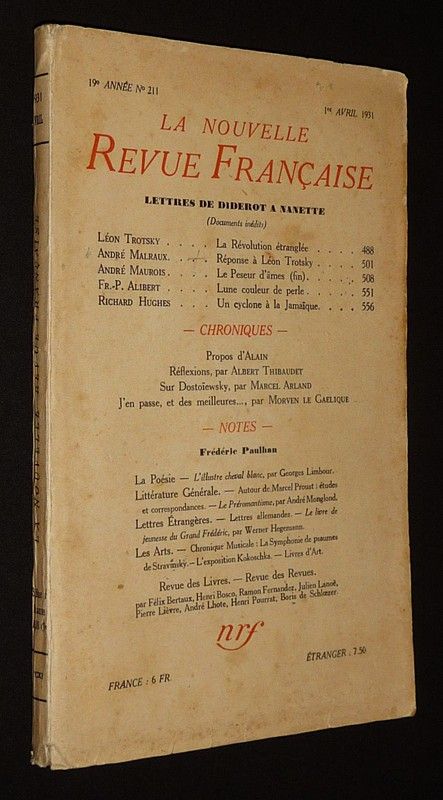 19e ANNÉE No 211
1er AVRIL 1931
LA NOUVELLE
REVUE FRANÇAISE
LETTRES DE DIDEROT A NANETTE
(Documents inédits)
LÉON TROTSKY . . . . La Révolution étranglée . . . . 488
ANDRÉ MALRAUX. . . . Réponse à Léon Trotsky . . . . 501
ANDRÉ MAUROIS. . . . Le Peseur d'âmes (fin). . . . . 508
FR.-P. ALIBERT . . . . Lune couleur de perle . . . . . 551
RICHARD HUGHES . . . Un cyclone à la Jamaïque. . . . 556
— CHRONIQUES —
Propos d'ALAIN
Réflexions, par ALBERT THIBAUDET
Sur Dostoïewsky, par MARCEL ARLAND
J'en passe, et des meilleures..., par MORVEN LE GAELIQUE
— NOTES —
Frédéric Paulhan
La Poésie — L'illustre cheval blanc, par Georges Limbour.
Littérature Générale. — Autour de Marcel Proust : études
et correspondances. — Le Préromantisme, par André Monglond.
Lettres Étrangères. — Lettres allemandes. — Le livre de
jeunesse du Grand Frédéric, par Werner Hegemann.
Les Arts. — Chronique Musicale : La Symphonie de psaumes
de Stravinsky. — L'exposition Kokoschka. — Livres d'Art.
Revue des Livres. — Revue des Revues.
par Félix Bertaux, Henri Bosco, Ramon Fernandez, Julien Lanoë,
Pierre Lièvre, André Lhote, Henri Pourrat, Boris de Schlœzer.
nrf
FRANCE : 6 FR.
ÉTRANGER : 7.50
1931
AVRIL
LA NOUVELLE REVUE FRANÇAISE